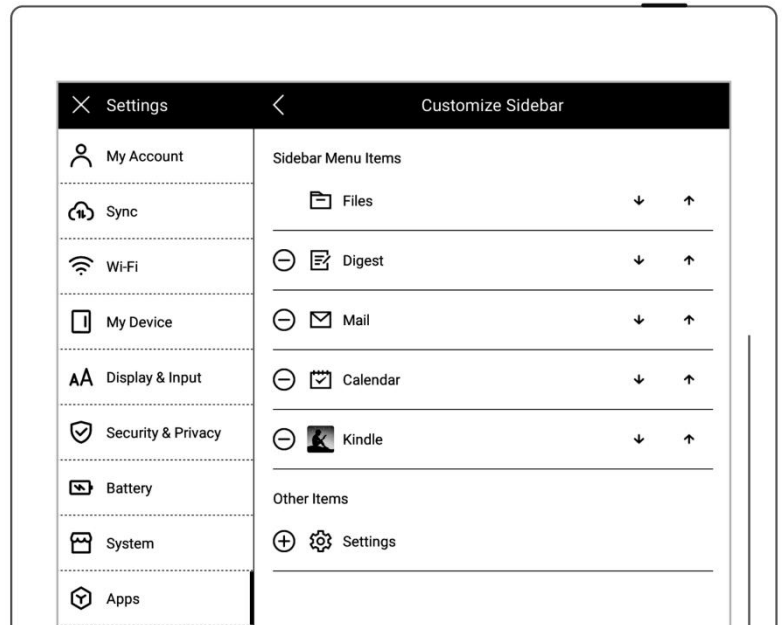 Settings
My Account
Sync
Wi-Fi
My Device
Display & Input
Security & Privacy
Battery
System
Apps
Customize Sidebar
Sidebar Menu Items
Files
Digest
Mail
Calendar
Kindle
Other Items
Settings